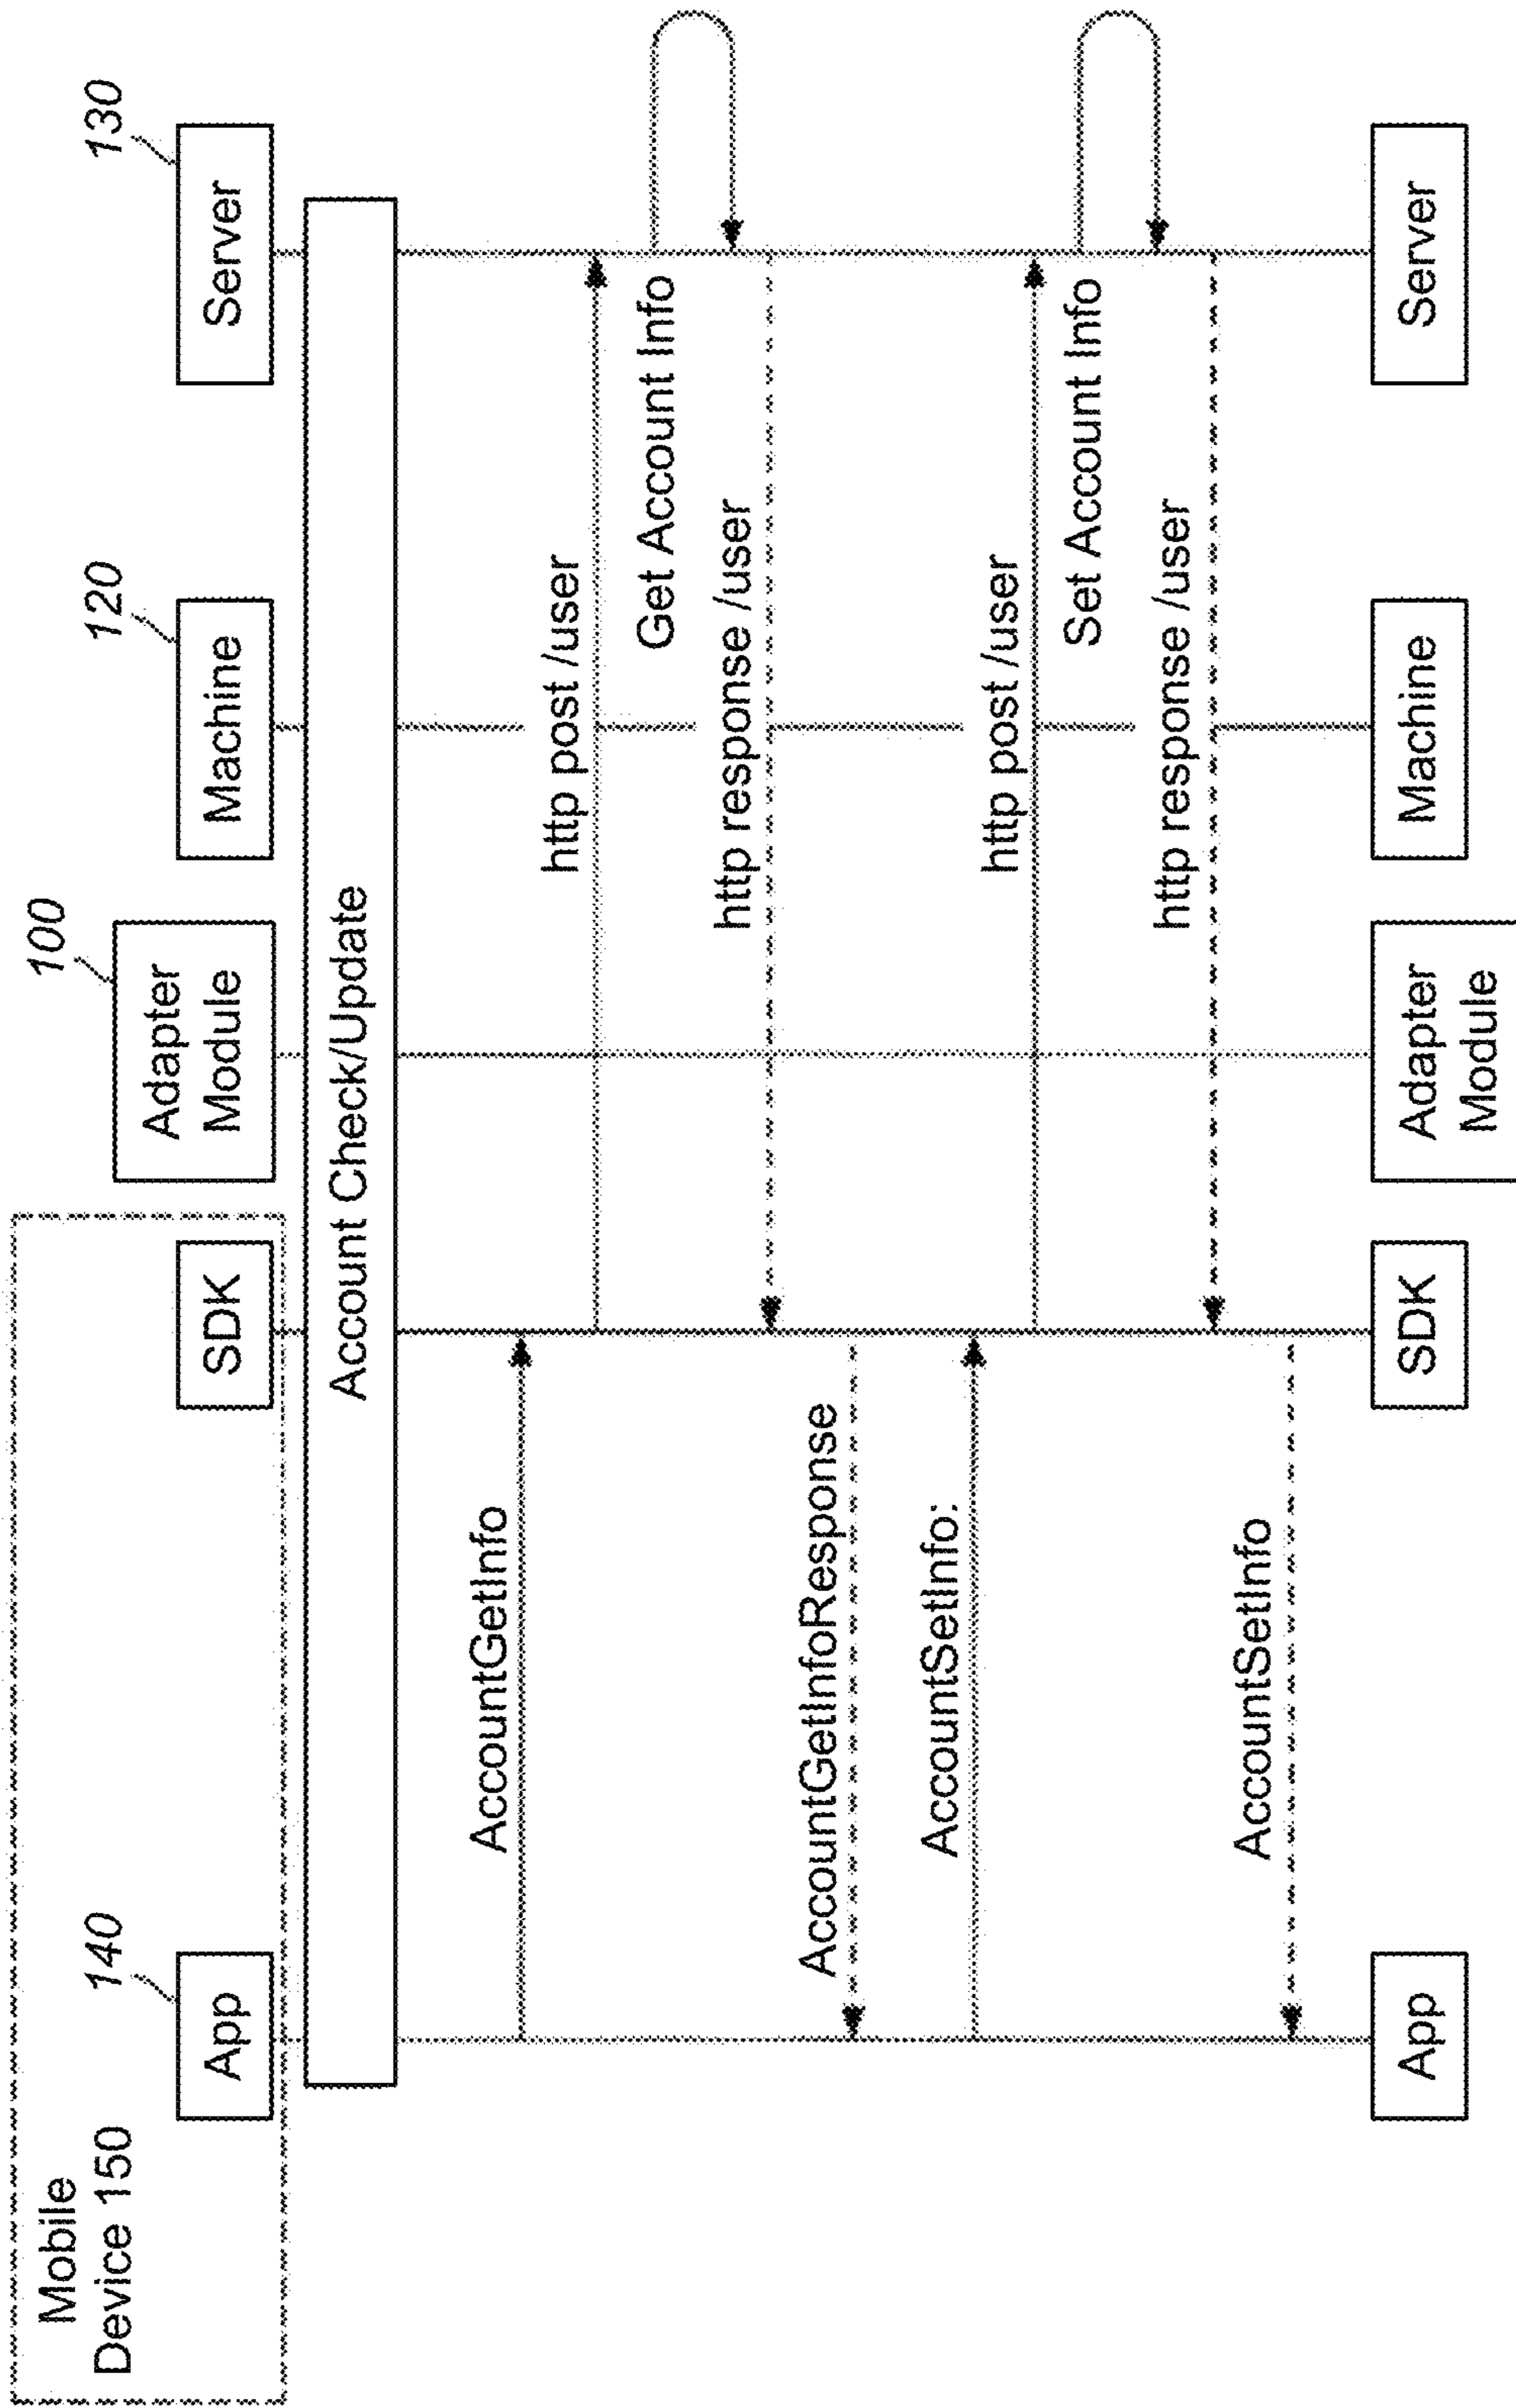 Mobile
Device 150
140
App
SDK
100
Adapter
Module
120
Machine
130
Server
Account Check/Update
AccountGetInfo
http post /user
Get Account Info
http response /user
AccountGetInfoResponse
AccountSetInfo:
http post /user
Set Account Info
http response /user
AccountSetInfo
App
SDK
Adapter
Module
Machine
Server